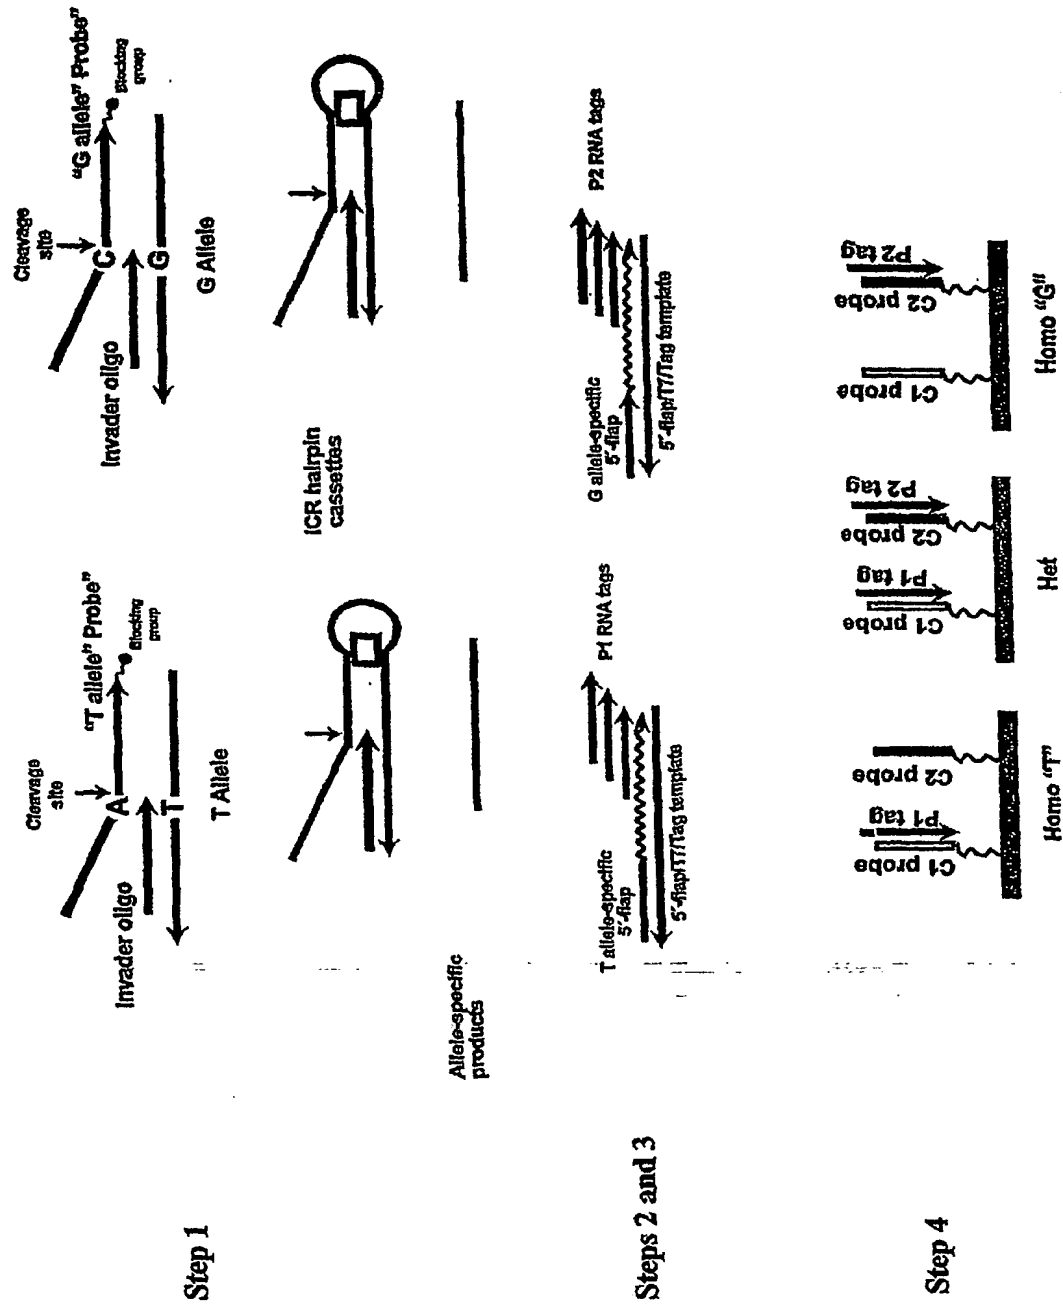 Step 1
Cleavage
site
"T allele" Probe"
Blocking
group
A
Invader oligo
T
T Allele
Cleavage
site
"G allele" Probe"
Blocking
group
C
Invader oligo
G
G Allele
ICR hairpin
cassettes
Allele-specific
products
Steps 2 and 3
T allele-specific
5'-flap
P1 RNA tags
5'-flap/T7/Tag template
G allele-specific
5'-flap
P2 RNA tags
5'-flap/T7/Tag template
Step 4
C1 probe
P1 tag
C2 probe
Homo "T"
C1 probe
P1 tag
C2 probe
P2 tag
Het
C1 probe
C2 probe
P2 tag
Homo "G"